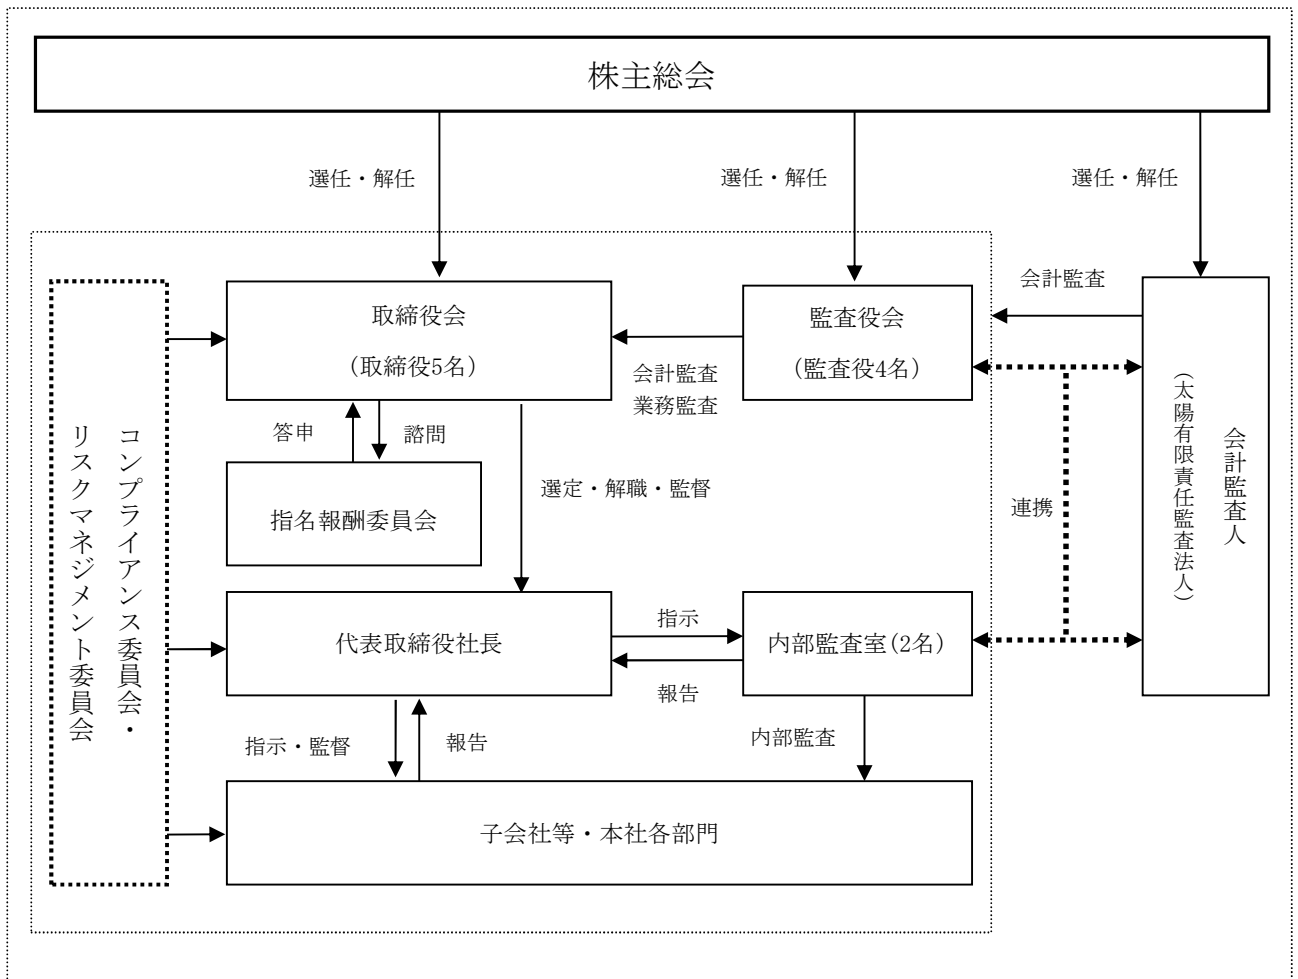 株主総会
選任・解任
選任・解任
選任・解任
会計監査
取締役会
(取締役5名)
監査役会
(監査役4名)
会計監査
業務監査
会計監査人
(太陽有限責任監査法人)
答申
諮問
コンプライアンス委員会・
リスクマネジメント委員会
選定・解職・監督
連携
指名報酬委員会
代表取締役社長
指示
報告
内部監査室(2名)
指示・監督
報告
内部監査
子会社等・本社各部門